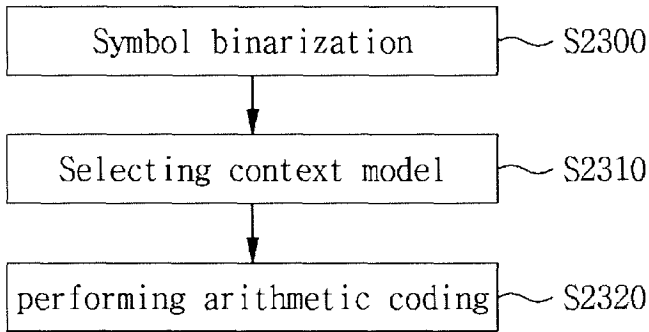 Symbol binarization S2300
Selecting context model S2310
performing arithmetic coding S2320